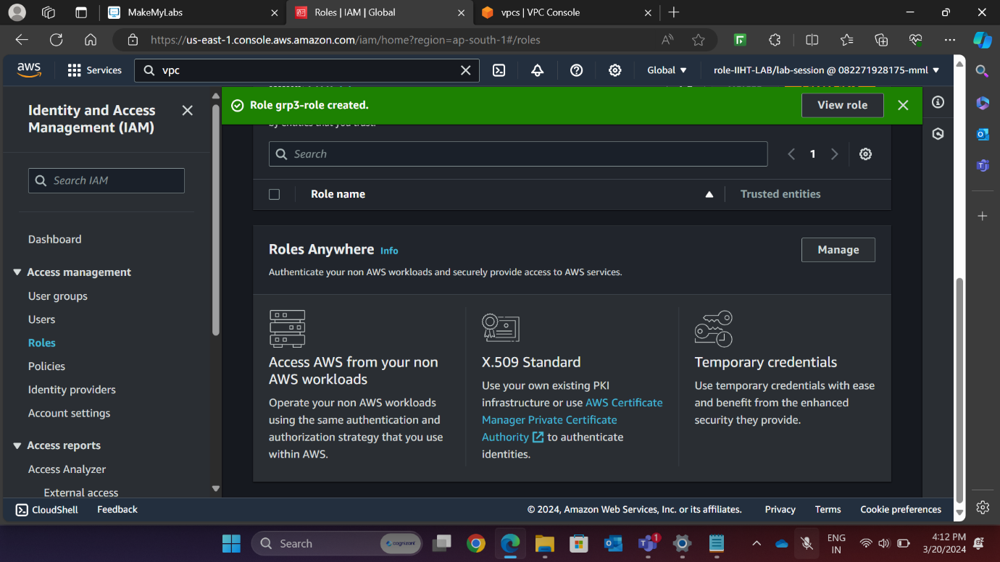 MakeMyLabs
Roles | IAM | Global
vpcs | VPC Console
https://us-east-1.console.aws.amazon.com/iam/home?region=ap-south-1#/roles
aws
Services
vpc
Global
role-IIHT-LAB/lab-session @ 082271928175-mml
Identity and Access
Management (IAM)
Search IAM
Dashboard
Access management
User groups
Users
Roles
Policies
Identity providers
Account settings
Access reports
Access Analyzer
External access
Role grp3-role created.
View role
by entities that you trust.
Search
1
Role name
Trusted entities
Roles Anywhere Info
Manage
Authenticate your non AWS workloads and securely provide access to AWS services.
Access AWS from your non
AWS workloads
Operate your non AWS workloads
using the same authentication and
authorization strategy that you use
within AWS.
X.509 Standard
Use your own existing PKI
infrastructure or use AWS Certificate
Manager Private Certificate
Authority to authenticate
identities.
Temporary credentials
Use temporary credentials with ease
and benefit from the enhanced
security they provide.
CloudShell
Feedback
© 2024, Amazon Web Services, Inc. or its affiliates.
Privacy
Terms
Cookie preferences
Search
cognizant
1
ENG
IN
4:12 PM
3/20/2024